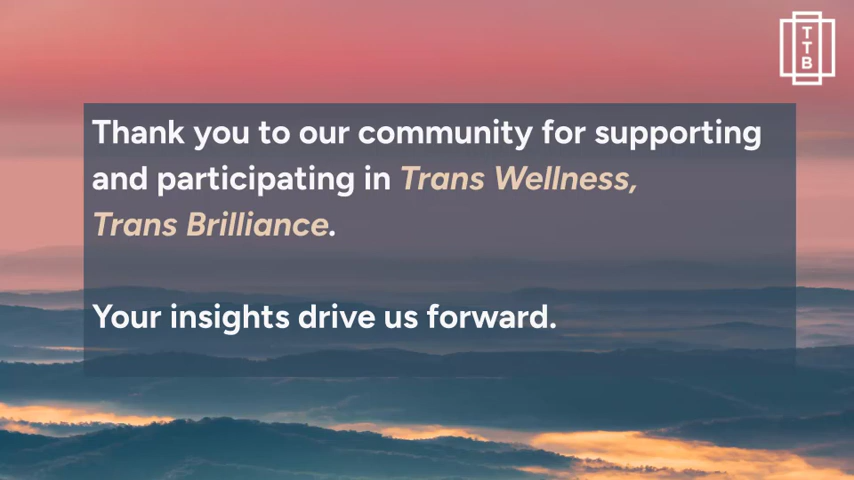 T
T
B
Thank you to our community for supporting
and participating in Trans Wellness,
Trans Brilliance.
Your insights drive us forward.